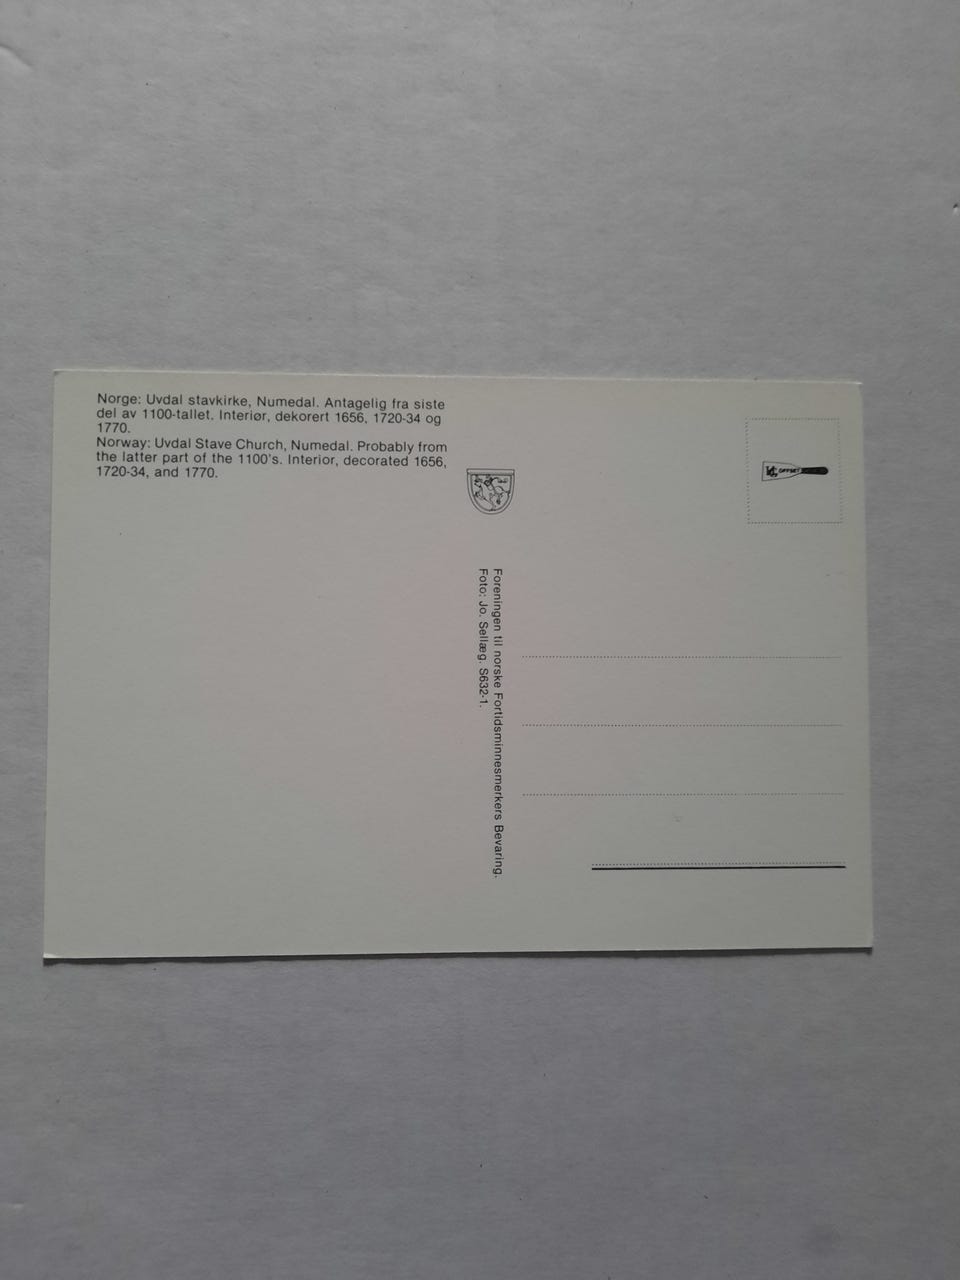 Norge: Uvdal stavkirke, Numedal. Antagelig fra siste
del av 1100-tallet. Interiør, dekorert 1656, 1720-34 og
1770.
Norway: Uvdal Stave Church, Numedal. Probably from
the latter part of the 1100's. Interior, decorated 1656,
1720-34, and 1770.
Foreningen til norske Fortidsminnesmerkers Bevaring.
Foto: Jo. Sellæg. S632-1.
OFFSET